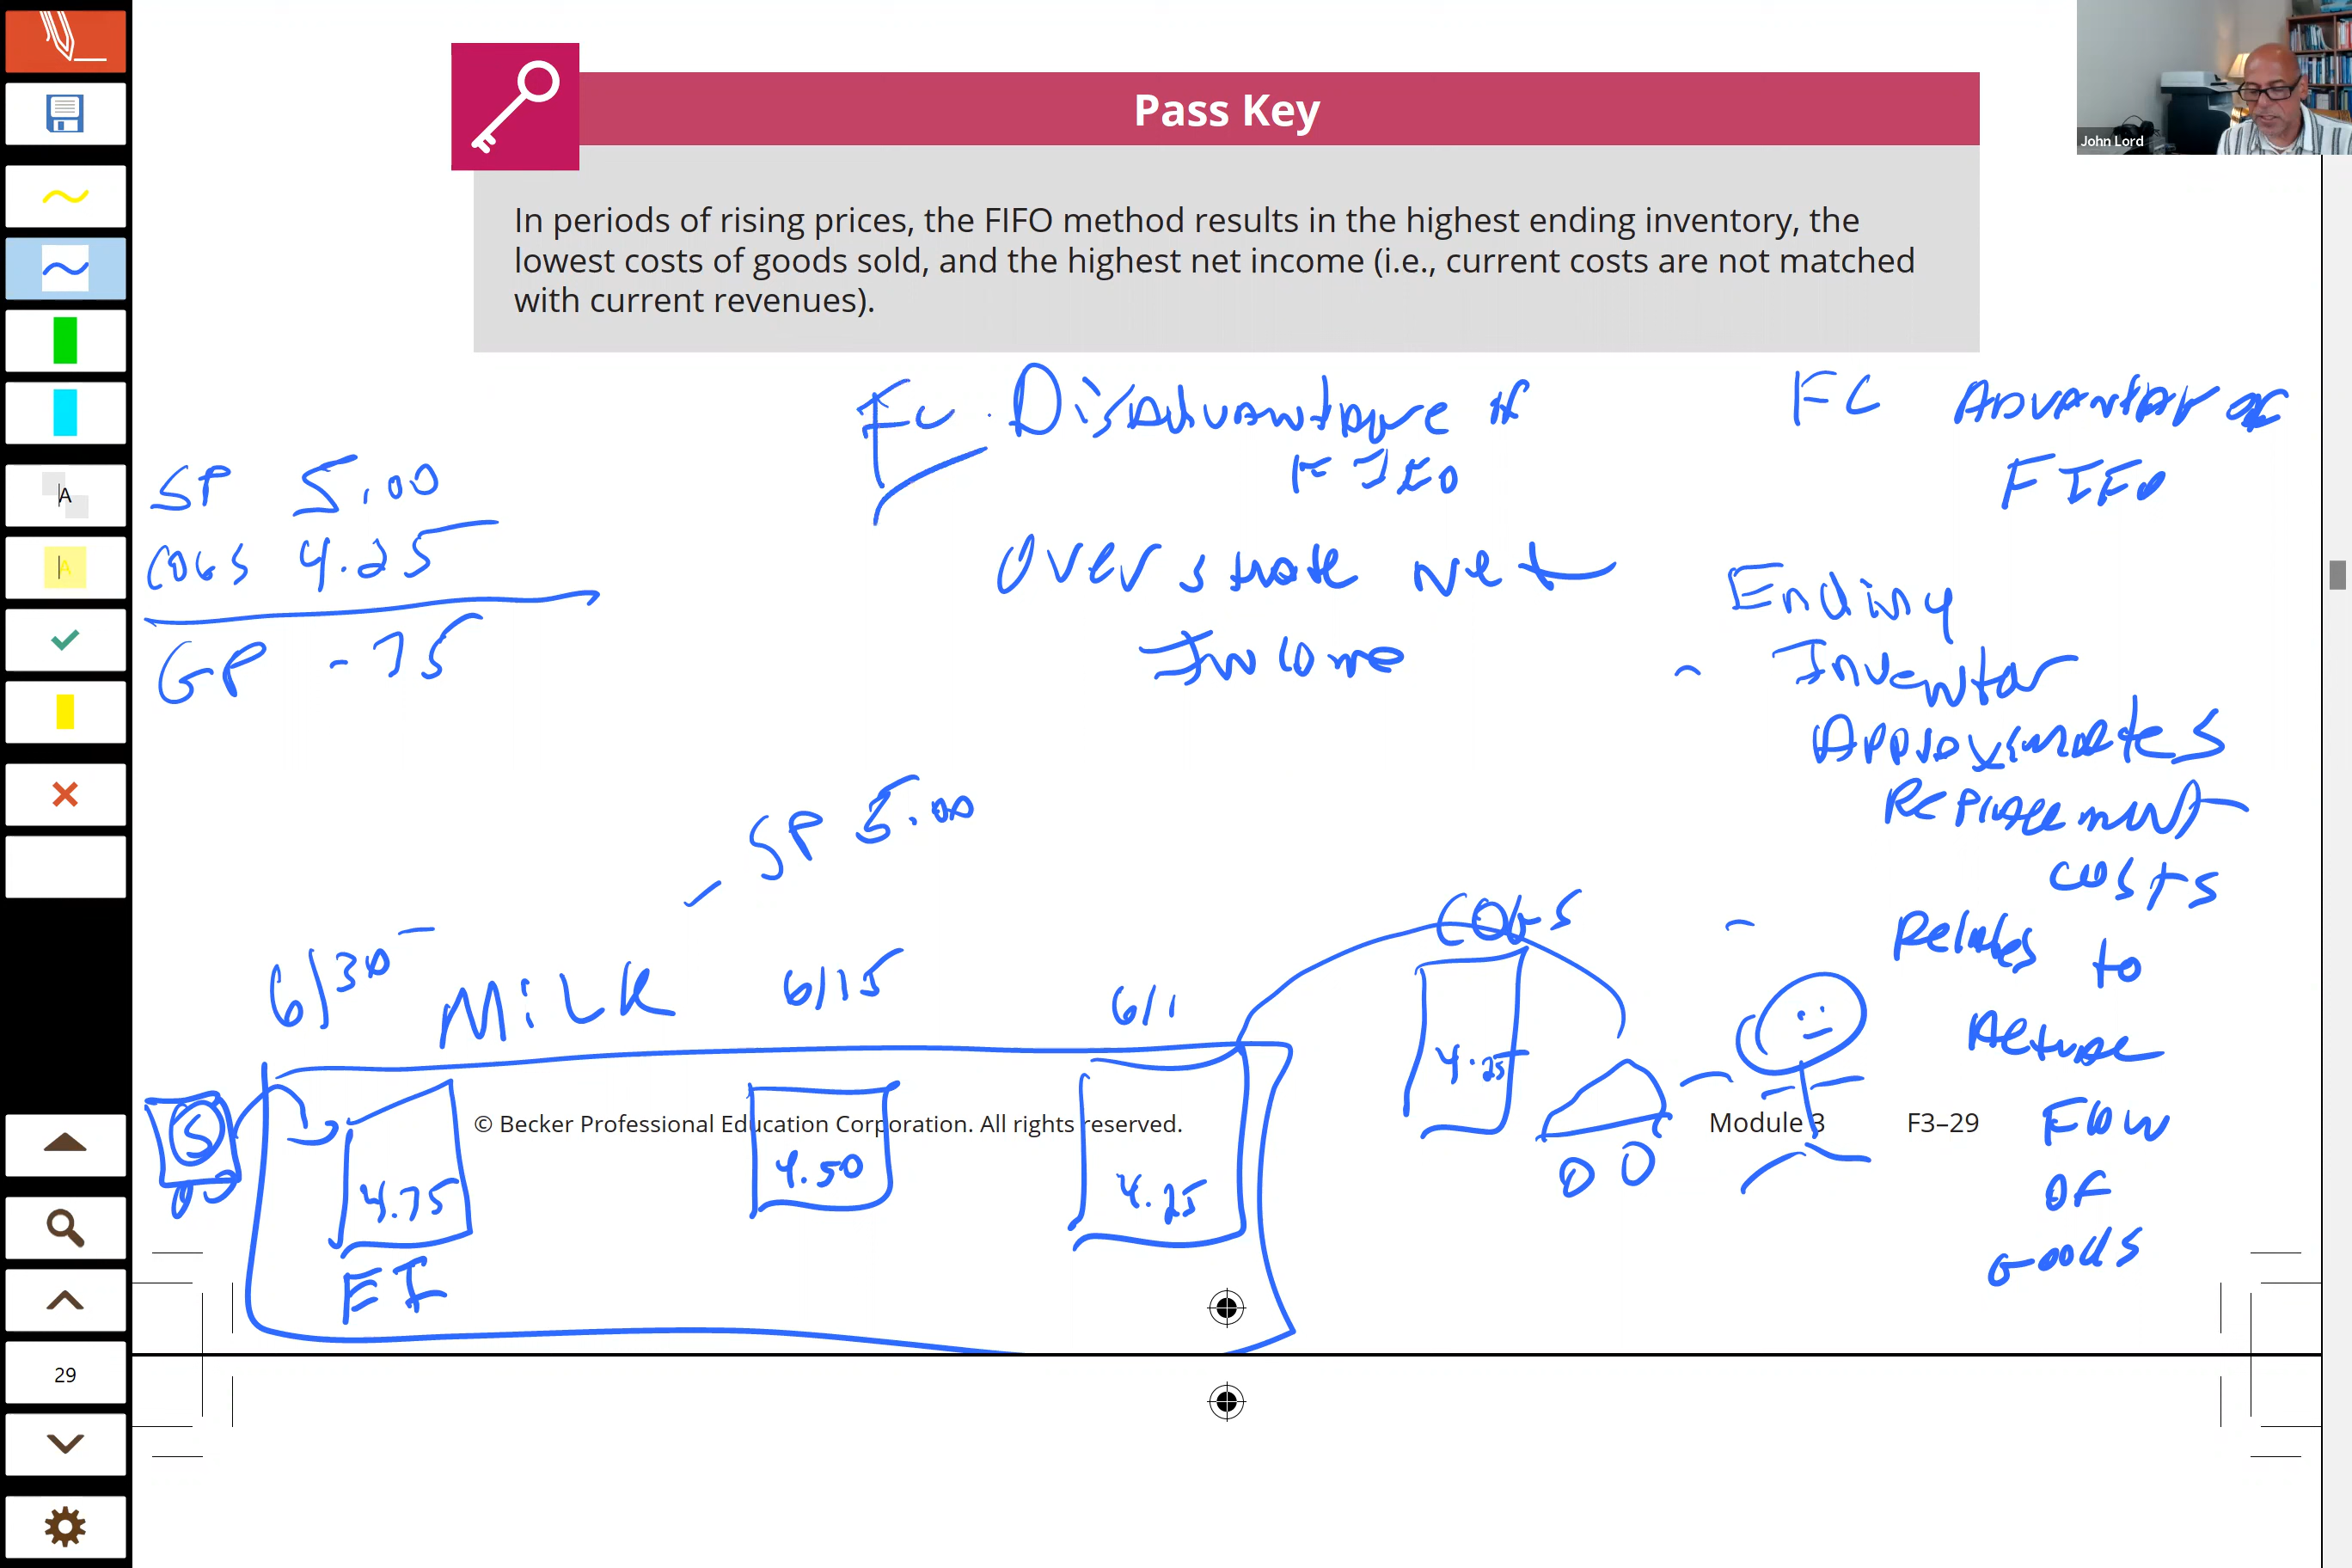 Pass Key
John Lord
In periods of rising prices, the FIFO method results in the highest ending inventory, the
lowest costs of goods sold, and the highest net income (i.e., current costs are not matched
with current revenues).
Disadvantage of
FIFO
Overstate Net
Income
Advantage of
FIFO
Ending
Inventor
Approximates
Replacement
costs
Relates to
Flow
OF
Goods
SP 5.00
COGS 4.25
GP .75
SP 5.00
6/30 MiLK 6/15 6/1
COGS
4.25
4.75
4.50
4.25
EI
© Becker Professional Education Corporation. All rights reserved.
Module 3
F3–29
A
A
29